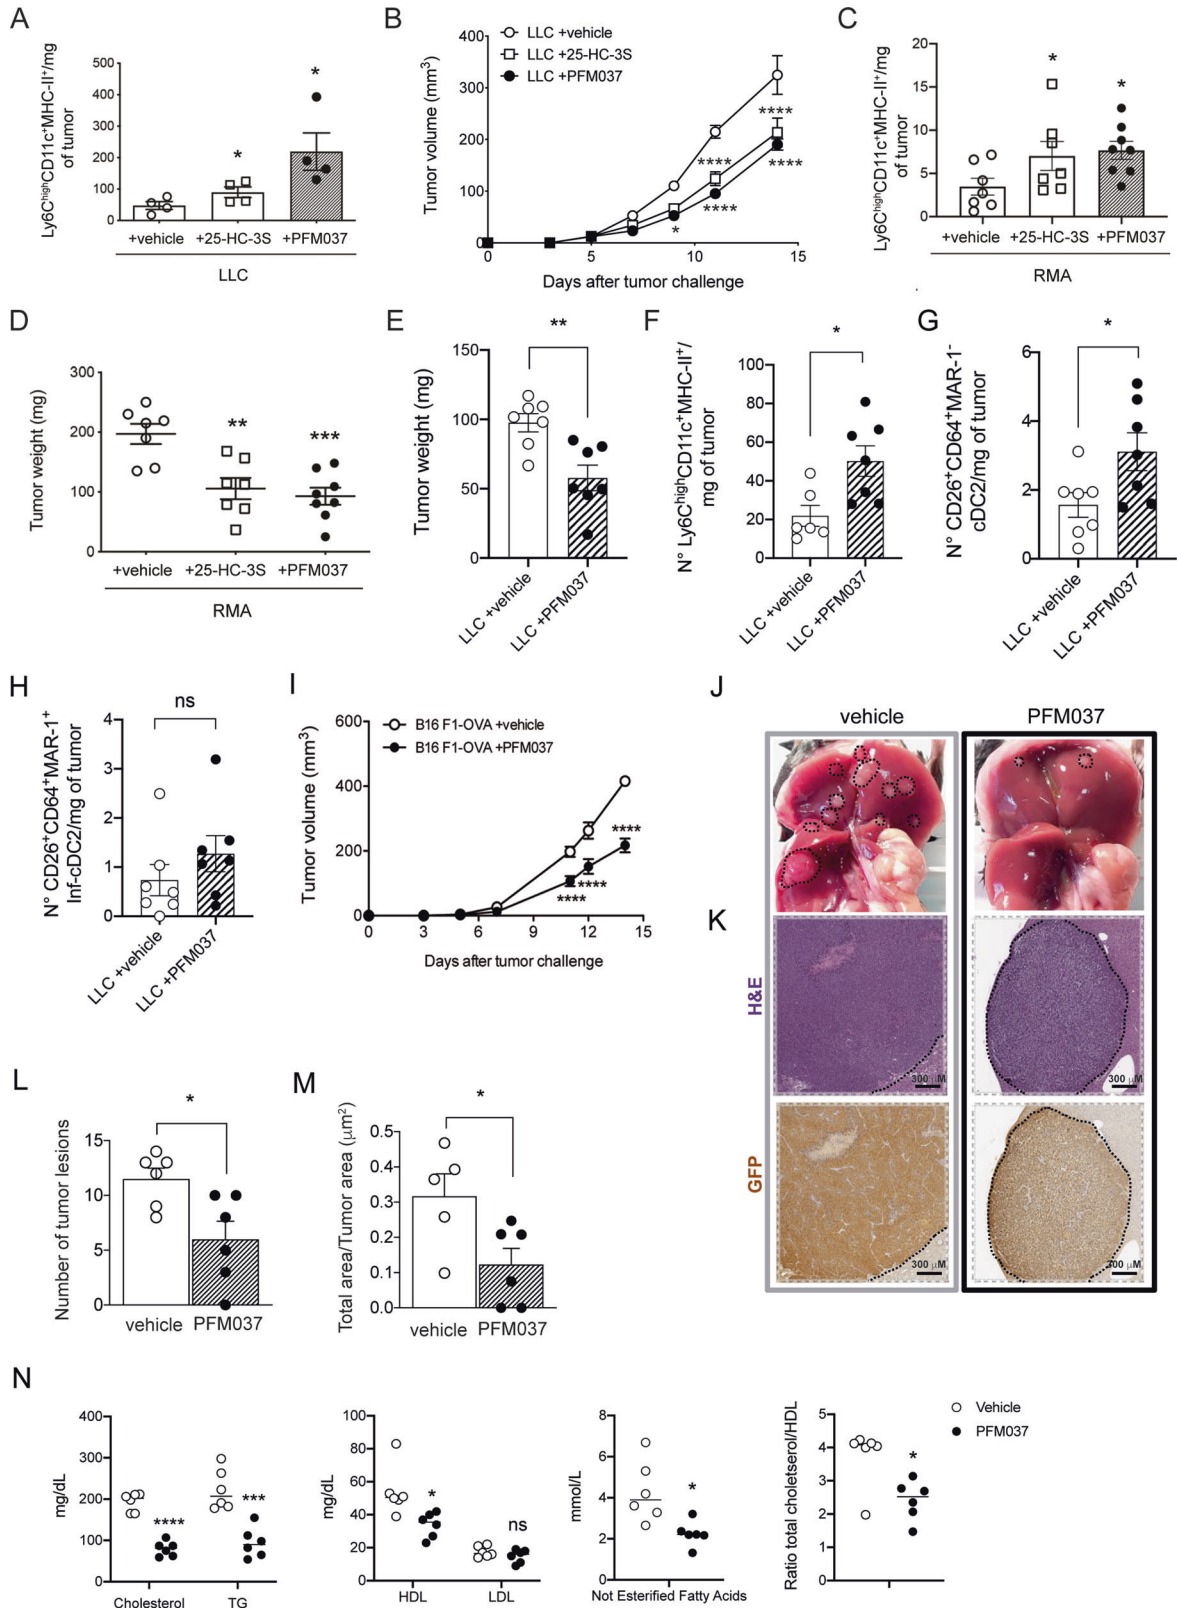 A
Ly6ChighCD11c+MHC-II+/mg
of tumor
500
400
300
200
100
0
*
*
+vehicle +25-HC-3S +PFM037
LLC
B
Tumor volume (mm3)
400
300
200
100
0
LLC +vehicle
LLC +25-HC-3S
LLC +PFM037
****
****
****
****
*
0 5 10 15
Days after tumor challenge
C
Ly6ChighCD11c+MHC-II+/mg
of tumor
20
15
10
5
0
*
*
+vehicle +25-HC-3S +PFM037
RMA
D
Tumor weight (mg)
300
200
100
0
**
***
+vehicle +25-HC-3S +PFM037
RMA
E
Tumor weight (mg)
150
100
50
0
**
LLC +vehicle
LLC +PFM037
F
N° Ly6ChighCD11c+MHC-II+/
mg of tumor
100
80
60
40
20
0
*
LLC +vehicle
LLC +PFM037
G
N° CD26+CD64+MAR-1-
cDC2/mg of tumor
6
4
2
0
*
LLC +vehicle
LLC +PFM037
H
N° CD26+CD64+MAR-1+
Inf-cDC2/mg of tumor
4
3
2
1
0
ns
LLC +vehicle
LLC +PFM037
I
Tumor volume (mm3)
600
400
200
0
B16 F1-OVA +vehicle
B16 F1-OVA +PFM037
****
****
****
0 3 6 9 12 15
Days after tumor challenge
J
vehicle PFM037
K
H&E
300 μM
300 μM
GFP
300 μM
300 μM
L
Number of tumor lesions
15
10
5
0
*
vehicle PFM037
M
Total area/Tumor area (μm2)
0.5
0.4
0.3
0.2
0.1
0.0
*
vehicle PFM037
N
mg/dL
400
300
200
100
0
****
***
Cholesterol TG
mg/dL
100
80
60
40
20
0
*
ns
HDL LDL
mmol/L
8
6
4
2
0
*
Not Esterified Fatty Acids
Ratio total choletserol/HDL
5
4
3
2
1
0
*
Vehicle
PFM037